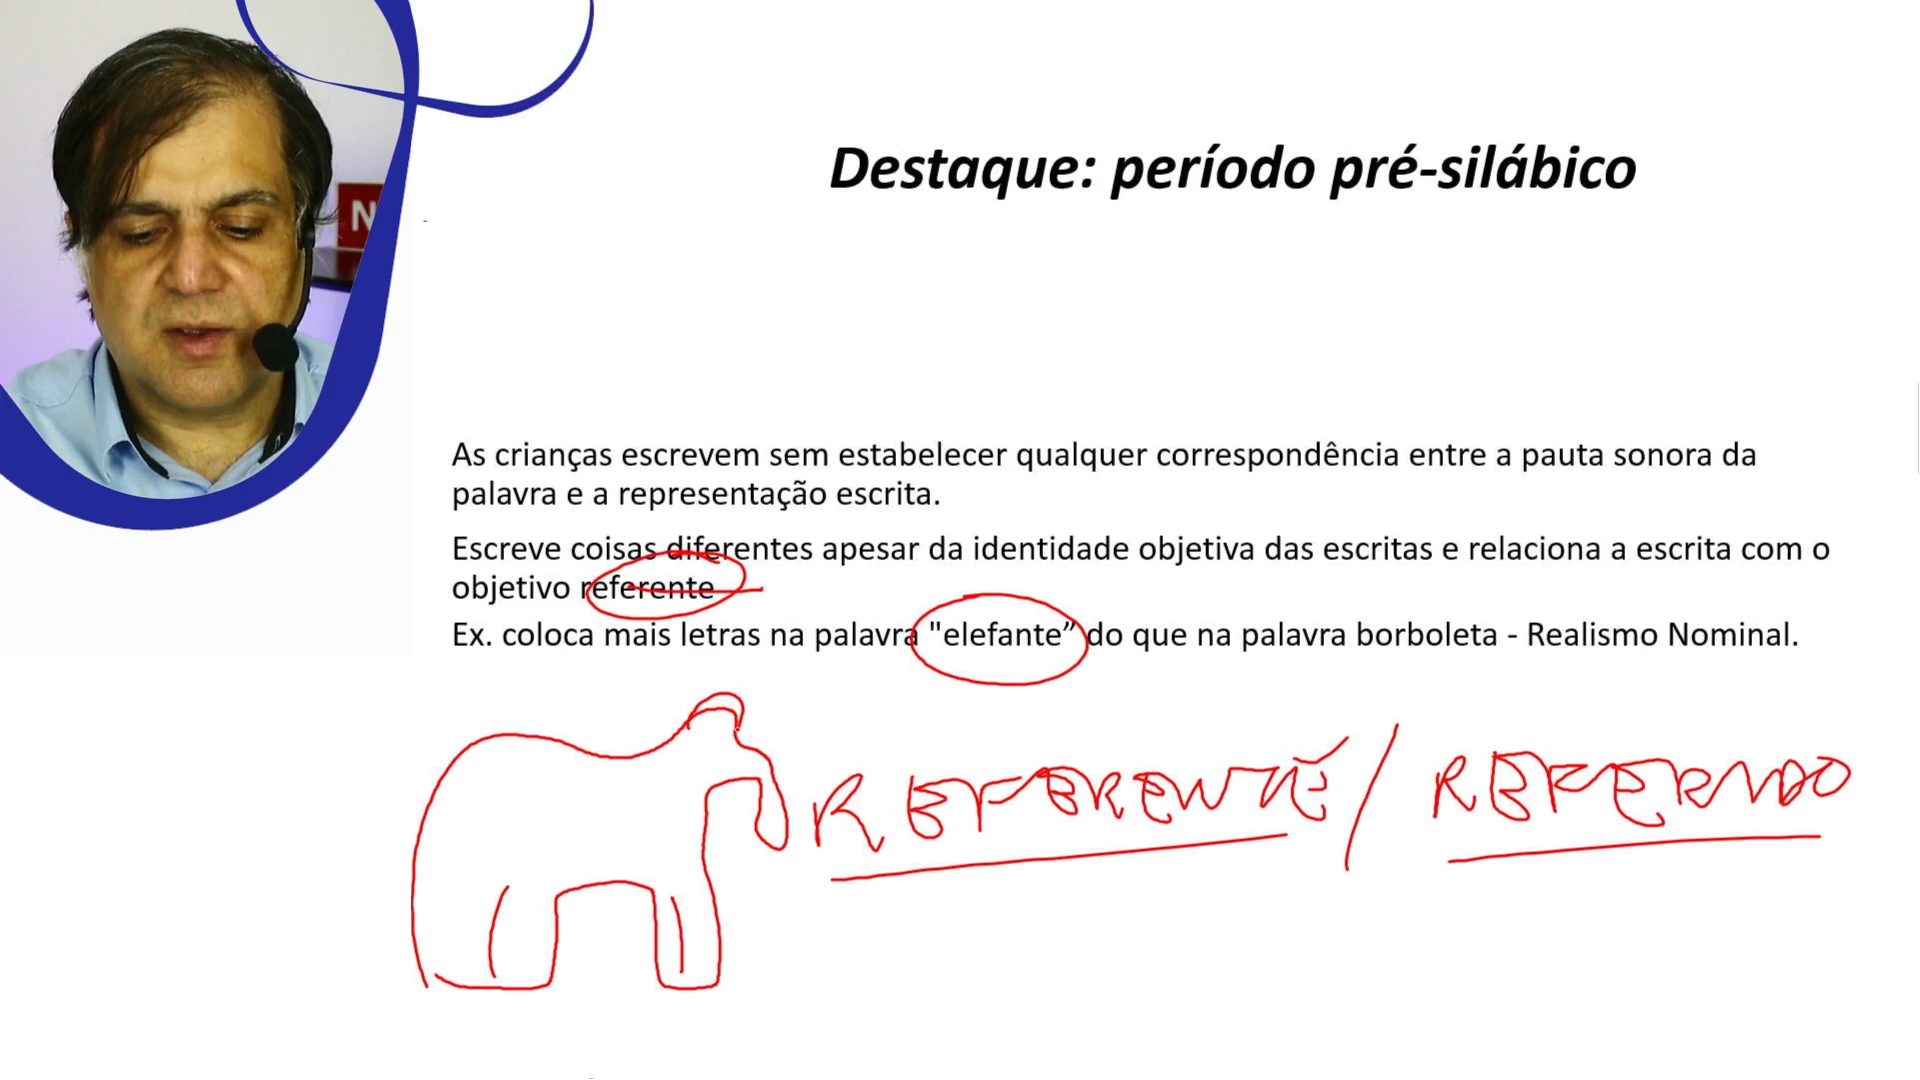 N
Destaque: período pré-silábico
As crianças escrevem sem estabelecer qualquer correspondência entre a pauta sonora da
palavra e a representação escrita.
Escreve coisas diferentes apesar da identidade objetiva das escritas e relaciona a escrita com o
objetivo referente
Ex. coloca mais letras na palavra "elefante” do que na palavra borboleta - Realismo Nominal.
REFERENTE / REFERIDO